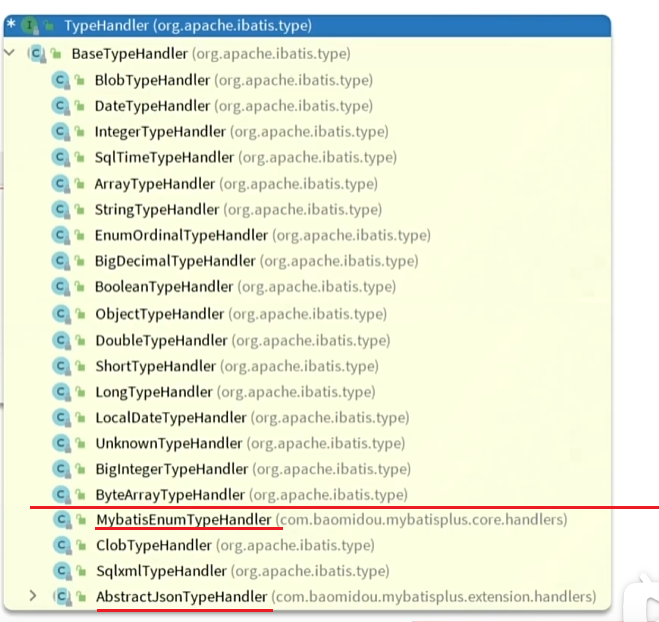 * TypeHandler (org.apache.ibatis.type)
BaseTypeHandler (org.apache.ibatis.type)
BlobTypeHandler (org.apache.ibatis.type)
DateTypeHandler (org.apache.ibatis.type)
IntegerTypeHandler (org.apache.ibatis.type)
SqlTimeTypeHandler (org.apache.ibatis.type)
ArrayTypeHandler (org.apache.ibatis.type)
StringTypeHandler (org.apache.ibatis.type)
EnumOrdinalTypeHandler (org.apache.ibatis.type)
BigDecimalTypeHandler (org.apache.ibatis.type)
BooleanTypeHandler (org.apache.ibatis.type)
ObjectTypeHandler (org.apache.ibatis.type)
DoubleTypeHandler (org.apache.ibatis.type)
ShortTypeHandler (org.apache.ibatis.type)
LongTypeHandler (org.apache.ibatis.type)
LocalDateTypeHandler (org.apache.ibatis.type)
UnknownTypeHandler (org.apache.ibatis.type)
BigIntegerTypeHandler (org.apache.ibatis.type)
ByteArrayTypeHandler (org.apache.ibatis.type)
MybatisEnumTypeHandler (com.baomidou.mybatisplus.core.handlers)
ClobTypeHandler (org.apache.ibatis.type)
SqlxmlTypeHandler (org.apache.ibatis.type)
AbstractJsonTypeHandler (com.baomidou.mybatisplus.extension.handlers)